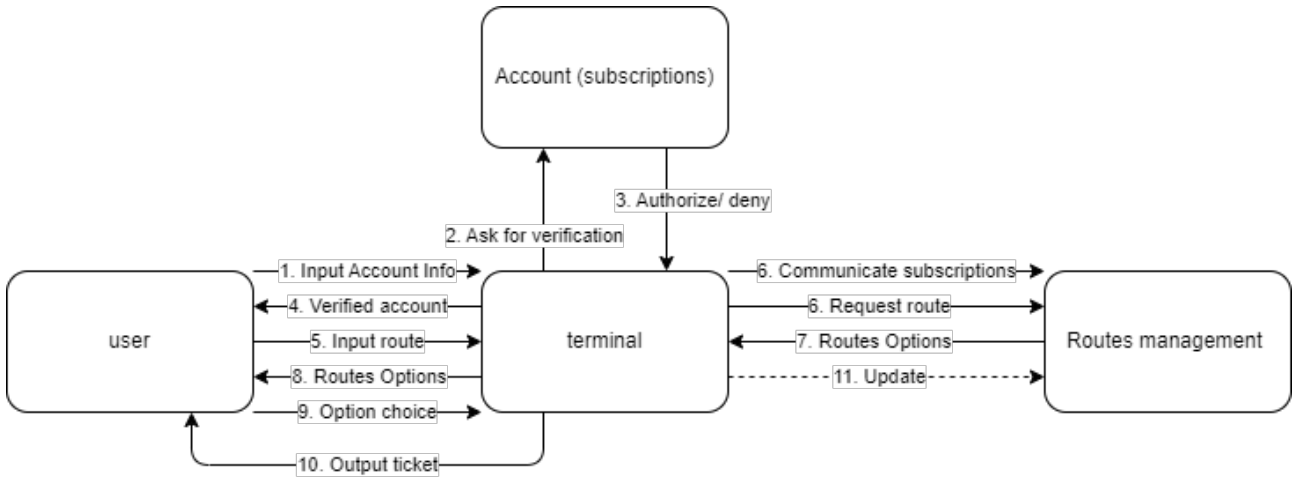 Account (subscriptions)
3. Authorize/ deny
2. Ask for verification
1. Input Account Info
6. Communicate subscriptions
4. Verified account
6. Request route
user
5. Input route
terminal
7. Routes Options
Routes management
8. Routes Options
11. Update
9. Option choice
10. Output ticket